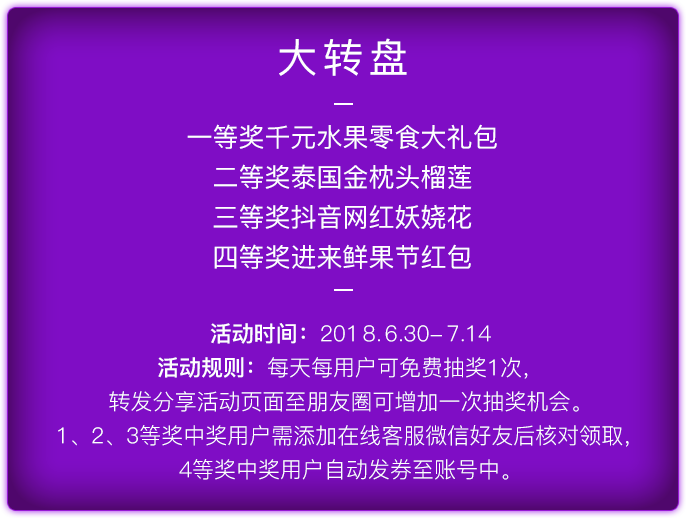 大转盘
一等奖千元水果零食大礼包
二等奖泰国金枕头榴莲
三等奖抖音网红妖娆花
四等奖进来鲜果节红包
活动时间：2018.6.30-7.14
活动规则：每天每用户可免费抽奖1次,
转发分享活动页面至朋友圈可增加一次抽奖机会。
1、2、3等奖中奖用户需添加在线客服微信好友后核对领取，
4等奖中奖用户自动发券至账号中。